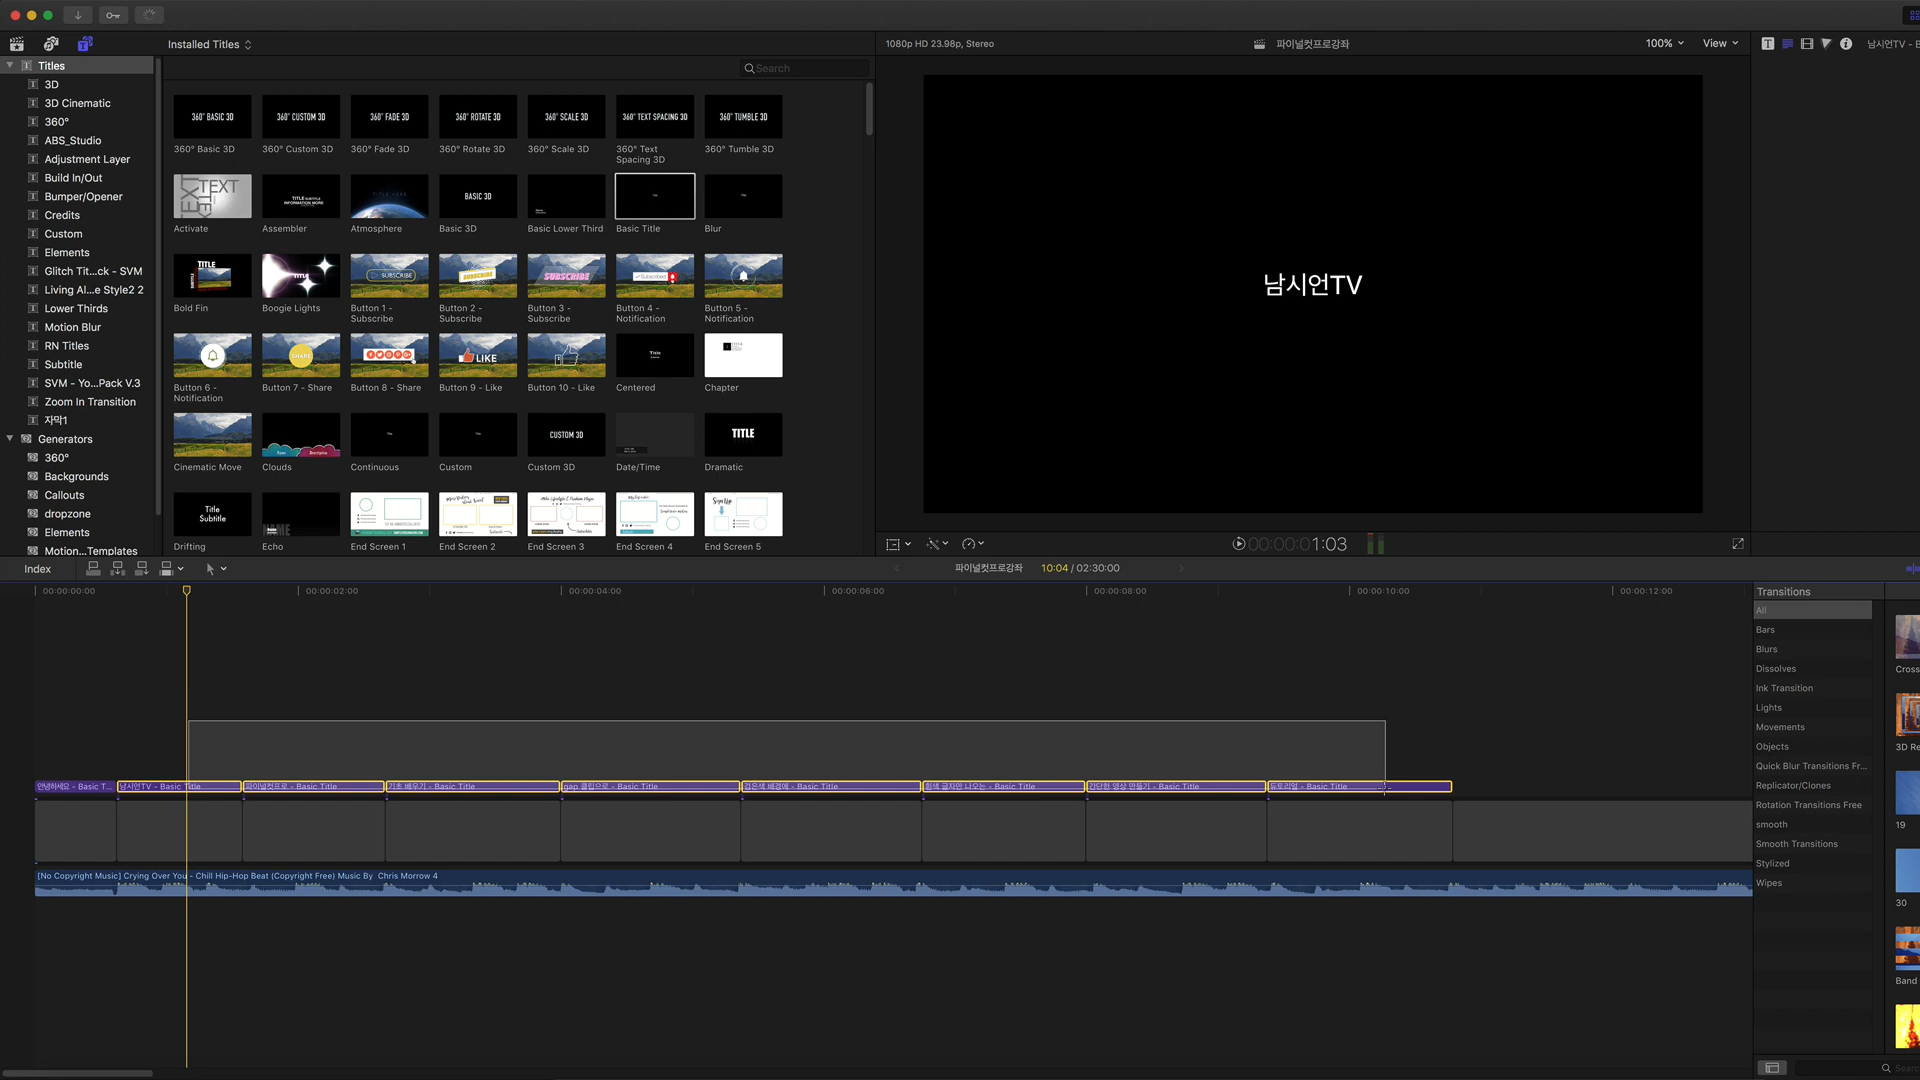 Installed Titles
1080p HD 23.98p, Stereo
파이널컷프로강좌
100%
View
남시언TV - B
Search
Titles
3D
3D Cinematic
360°
ABS_Studio
Adjustment Layer
Build In/Out
Bumper/Opener
Credits
Custom
Elements
Glitch Tit...ck - SVM
Living Al...e Style2 2
Lower Thirds
Motion Blur
RN Titles
Subtitle
SVM - Yo...Pack V.3
Zoom In Transition
자막1
Generators
360°
Backgrounds
Callouts
dropzone
Elements
Motion...Templates
360° BASIC 3D
360° CUSTOM 3D
360° FADE 3D
360° ROTATE 3D
360° SCALE 3D
360° TEXT SPACING 3D
360° TUMBLE 3D
360° Basic 3D
360° Custom 3D
360° Fade 3D
360° Rotate 3D
360° Scale 3D
360° Text
Spacing 3D
360° Tumble 3D
TEXT
BASIC 3D
Activate
Assembler
Atmosphere
Basic 3D
Basic Lower Third
Basic Title
Blur
TITLE
SUBSCRIBE
SUBSCRIBE
SUBSCRIBE
Subscribed
Bold Fin
Boogie Lights
Button 1 -
Subscribe
Button 2 -
Subscribe
Button 3 -
Subscribe
Button 4 -
Notification
Button 5 -
Notification
SHARE
LIKE
Title
Button 6 -
Notification
Button 7 - Share
Button 8 - Share
Button 9 - Like
Button 10 - Like
Centered
Chapter
CUSTOM 3D
TITLE
Cinematic Move
Clouds
Continuous
Custom
Custom 3D
Date/Time
Dramatic
Title
Subtitle
NAME
Sign Up
Drifting
Echo
End Screen 1
End Screen 2
End Screen 3
End Screen 4
End Screen 5
남시언TV
00:00:00:01:03
Index
파이널컷프로강좌
10:04 / 02:30:00
00:00:00:00
00:00:02:00
00:00:04:00
00:00:06:00
00:00:08:00
00:00:10:00
00:00:12:00
안녕하세요 - Basic T...
남시언TV - Basic Title
파이널컷프로 - Basic Title
기초 배우기 - Basic Title
gap 클립으로 - Basic Title
검은색 배경에 - Basic Title
흰색 글자만 나오는 - Basic Title
간단한 영상 만들기 - Basic Title
튜토리얼 - Basic Title
[No Copyright Music] Crying Over You - Chill Hip-Hop Beat (Copyright Free) Music By Chris Morrow 4
Transitions
All
Bars
Blurs
Dissolves
Ink Transition
Lights
Movements
Objects
Quick Blur Transitions Fr...
Replicator/Clones
Rotation Transitions Free
smooth
Smooth Transitions
Stylized
Wipes
Cross
3D Re
19
30
Band
Searc